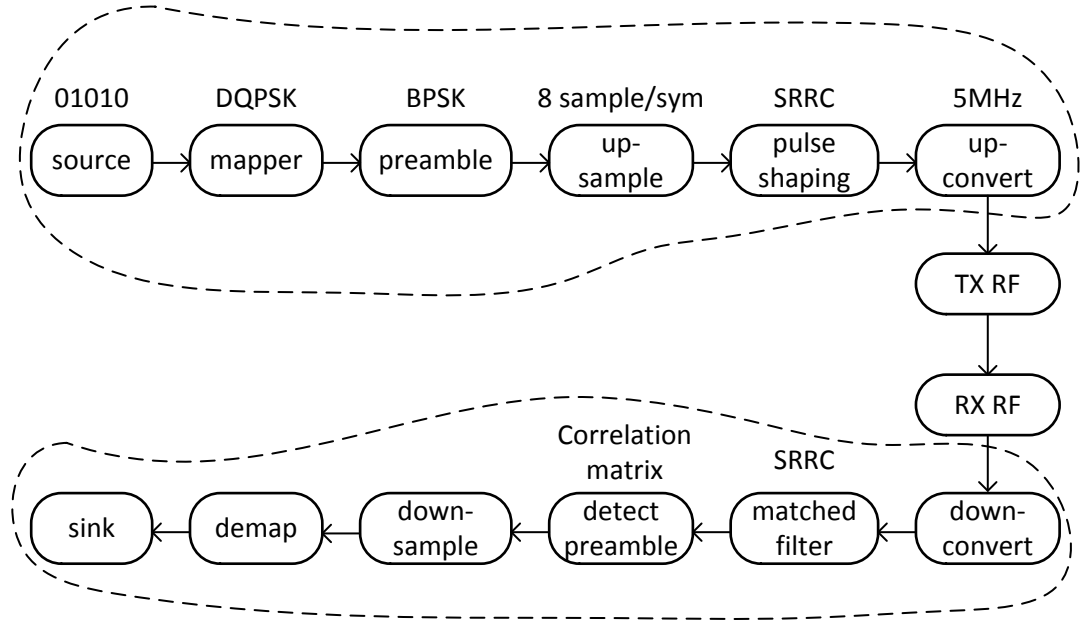 01010
DQPSK
BPSK
8 sample/sym
SRRC
5MHz
source
mapper
preamble
up-
sample
pulse
shaping
up-
convert
TX RF
RX RF
Correlation
matrix
SRRC
sink
demap
down-
sample
detect
preamble
matched
filter
down-
convert